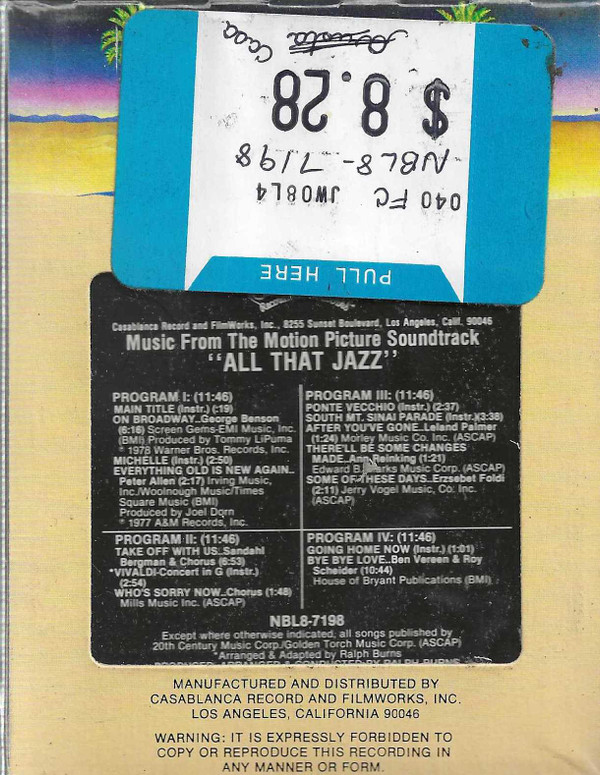 Arista Casa
$ 8.28
NBL8-7198
040 FC JW08L4
PULL HERE
Casablanca Record and FilmWorks, Inc., 8255 Sunset Boulevard, Los Angeles, Calif. 90046
Music From The Motion Picture Soundtrack
"ALL THAT JAZZ"
PROGRAM I: (11:46)
MAIN TITLE (Instr.) (:19)
ON BROADWAY..George Benson
(6:16) Screen Gems-EMI Music, Inc.
(BMI) Produced by Tommy LiPuma
℗ 1978 Warner Bros. Records, Inc.
MICHELLE (Instr.) (2:50)
EVERYTHING OLD IS NEW AGAIN..
Peter Allen (2:17) Irving Music,
Inc./Woolnough Music/Times
Square Music (BMI)
Produced by Joel Dorn
℗ 1977 A&M Records, Inc.
PROGRAM III: (11:46)
PONTE VECCHIO (Instr.) (2:37)
SOUTH MT. SINAI PARADE (Instr.)(3:38)
AFTER YOU'VE GONE..Leland Palmer
(1:24) Morley Music Co. Inc. (ASCAP)
THERE'LL BE SOME CHANGES
MADE..Ann Reinking (1:21)
Edward B. Marks Music Corp. (ASCAP)
SOME OF THESE DAYS..Erzsebet Foldi
(2:11) Jerry Vogel Music, Co. Inc.
(ASCAP)
PROGRAM II: (11:46)
TAKE OFF WITH US..Sandahl
Bergman & Chorus (6:53)
*VIVALDI-Concert in G (Instr.)
(2:54)
WHO'S SORRY NOW..Chorus (1:48)
Mills Music Inc. (ASCAP)
PROGRAM IV: (11:46)
GOING HOME NOW (Instr.) (1:01)
BYE BYE LOVE..Ben Vereen & Roy
Scheider (10:44)
House of Bryant Publications (BMI)
NBL8-7198
Except where otherwise indicated, all songs published by
20th Century Music Corp./Golden Torch Music Corp. (ASCAP)
*Arranged & Adapted by Ralph Burns
MANUFACTURED AND DISTRIBUTED BY
CASABLANCA RECORD AND FILMWORKS, INC.
LOS ANGELES, CALIFORNIA 90046
WARNING: IT IS EXPRESSLY FORBIDDEN TO
COPY OR REPRODUCE THIS RECORDING IN
ANY MANNER OR FORM.